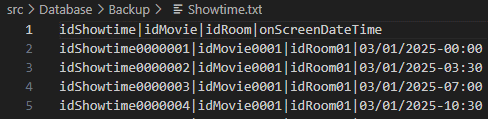 src > Database > Backup > Showtime.txt
1 idShowtime|idMovie|idRoom|onScreenDateTime
2 idShowtime0000001|idMovie0001|idRoom01|03/01/2025-00:00
3 idShowtime0000002|idMovie0001|idRoom01|03/01/2025-03:30
4 idShowtime0000003|idMovie0001|idRoom01|03/01/2025-07:00
5 idShowtime0000004|idMovie0001|idRoom01|03/01/2025-10:30